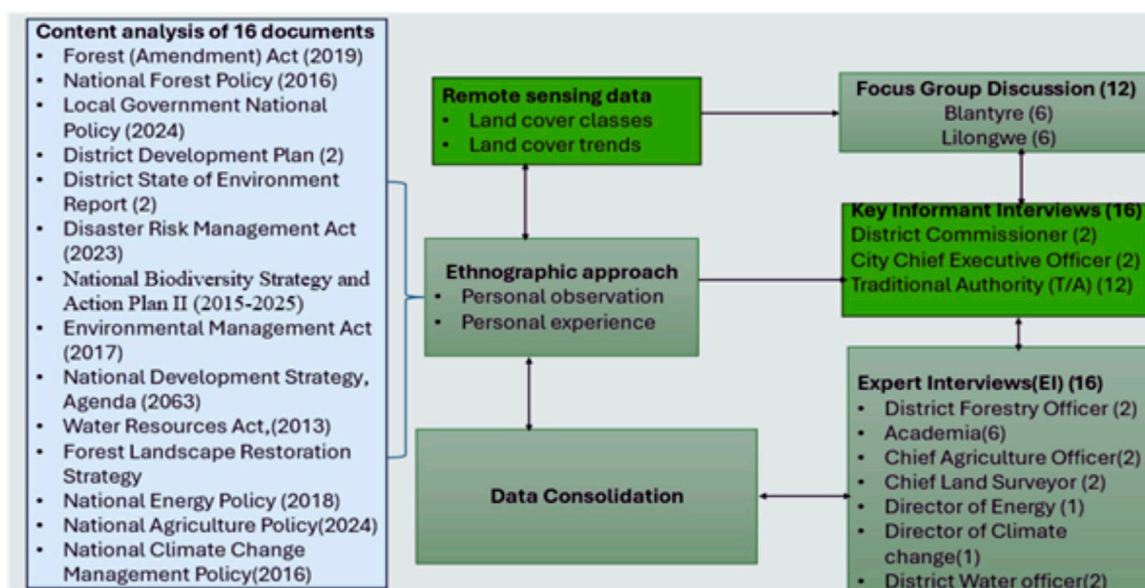 Content analysis of 16 documents
• Forest (Amendment) Act (2019)
• National Forest Policy (2016)
• Local Government National
Policy (2024)
• District Development Plan (2)
• District State of Environment
Report (2)
• Disaster Risk Management Act
(2023)
• National Biodiversity Strategy and
Action Plan II (2015-2025)
• Environmental Management Act
(2017)
• National Development Strategy,
Agenda (2063)
• Water Resources Act,(2013)
• Forest Landscape Restoration
Strategy
• National Energy Policy (2018)
• National Agriculture Policy(2024)
• National Climate Change
Management Policy(2016)
Remote sensing data
• Land cover classes
• Land cover trends
Ethnographic approach
• Personal observation
• Personal experience
Data Consolidation
Focus Group Discussion (12)
Blantyre (6)
Lilongwe (6)
Key Informant Interviews (16)
District Commissioner (2)
City Chief Executive Officer (2)
Traditional Authority (T/A) (12)
Expert Interviews(EI) (16)
• District Forestry Officer (2)
• Academia(6)
• Chief Agriculture Officer(2)
• Chief Land Surveyor (2)
• Director of Energy (1)
• Director of Climate
change(1)
• District Water officer(2)